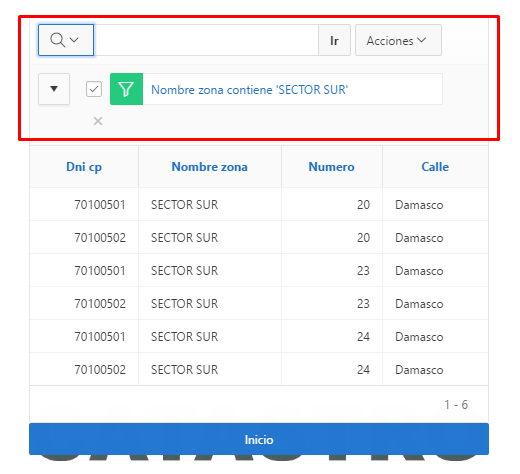 Ir Acciones
Nombre zona contiene 'SECTOR SUR'
Dni cp Nombre zona Numero Calle
70100501 SECTOR SUR 20 Damasco
70100502 SECTOR SUR 20 Damasco
70100501 SECTOR SUR 23 Damasco
70100502 SECTOR SUR 23 Damasco
70100501 SECTOR SUR 24 Damasco
70100502 SECTOR SUR 24 Damasco
1 - 6
Inicio
CATASTRO